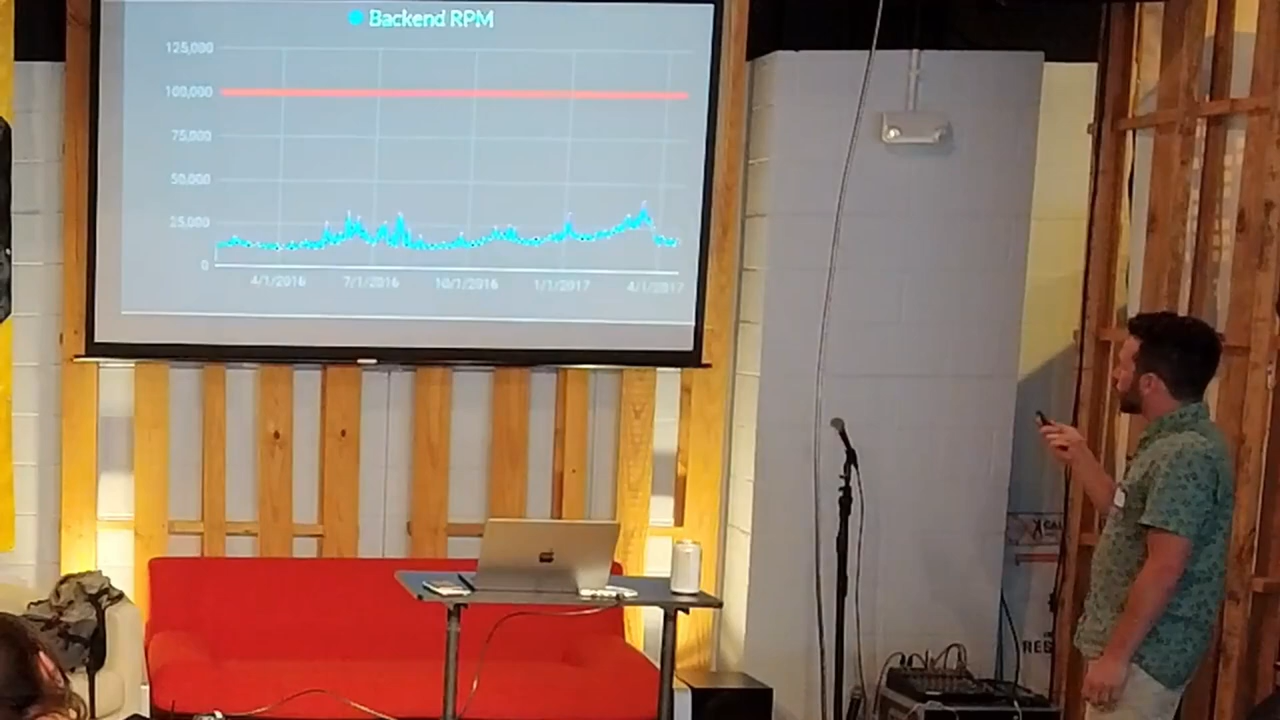 Backend RPM
125,000
100,000
75,000
50,000
25,000
0
4/1/2016 7/1/2016 10/1/2016 1/1/2017 4/1/2017
RES